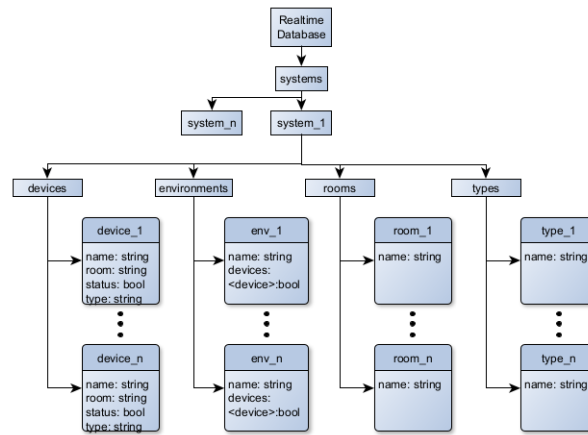 Realtime
Database
systems
system_n
system_1
devices
environments
rooms
types
device_1
name: string
room: string
status: bool
type: string
env_1
name: string
devices:
<device>:bool
room_1
name: string
type_1
name: string
device_n
name: string
room: string
status: bool
type: string
env_n
name: string
devices:
<device>:bool
room_n
name: string
type_n
name: string